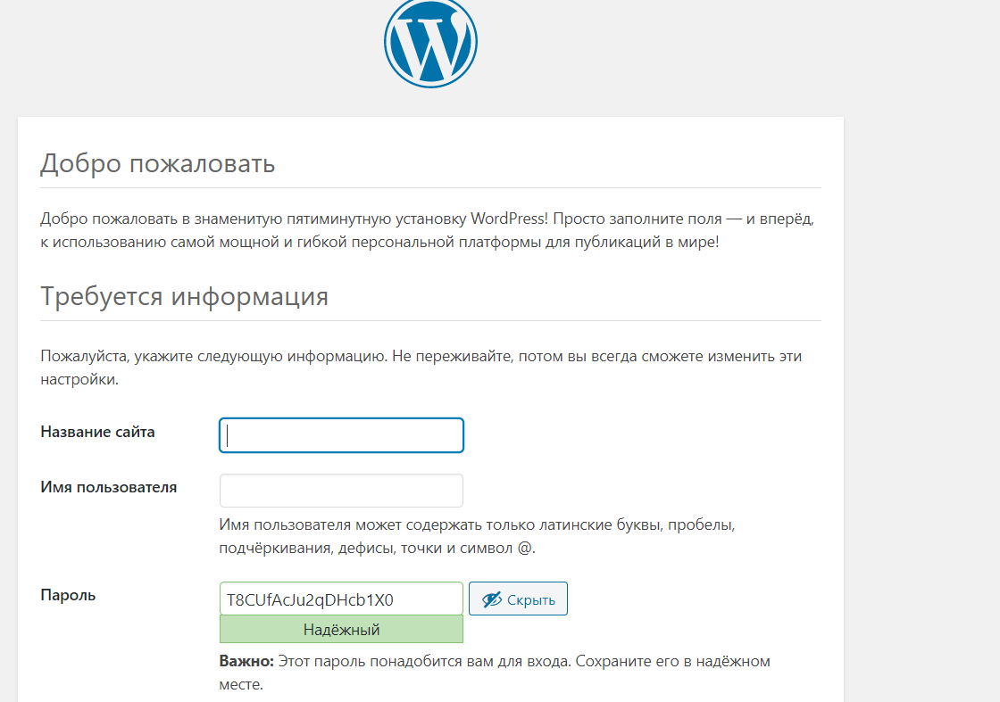 Добро пожаловать
Добро пожаловать в знаменитую пятиминутную установку WordPress! Просто заполните поля — и вперёд,
к использованию самой мощной и гибкой персональной платформы для публикаций в мире!
Требуется информация
Пожалуйста, укажите следующую информацию. Не переживайте, потом вы всегда сможете изменить эти
настройки.
Название сайта
Имя пользователя
Имя пользователя может содержать только латинские буквы, пробелы,
подчёркивания, дефисы, точки и символ @.
Пароль
T8CUfAcJu2qDHcb1X0
Скрыть
Надёжный
Важно: Этот пароль понадобится вам для входа. Сохраните его в надёжном
месте.